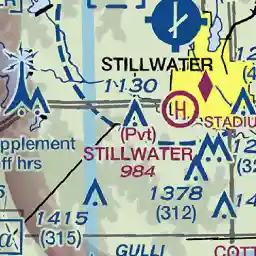 STILLWATER
1130
H
(Pvt)
STADIU
STILLWATER
984
pplement
ff hrs
1378
(312)
1415
(315)
GULLI
COTT